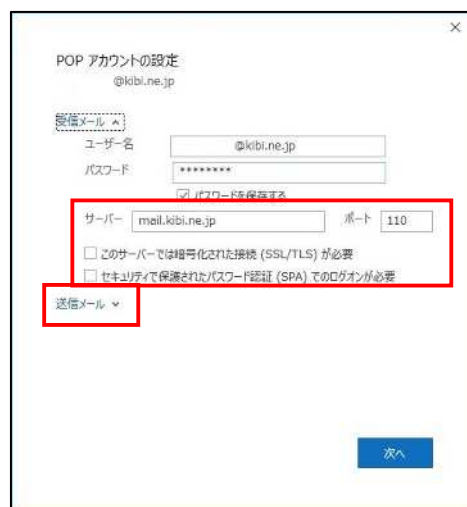 ×
POP アカウントの設定
@kibi.ne.jp
受信メール ^
ユーザー名 @kibi.ne.jp
パスワード ********
パスワードを保存する
サーバー mail.kibi.ne.jp ポート 110
このサーバーでは暗号化された接続 (SSL/TLS) が必要
セキュリティで保護されたパスワード認証 (SPA) でのログオンが必要
送信メール
次へ